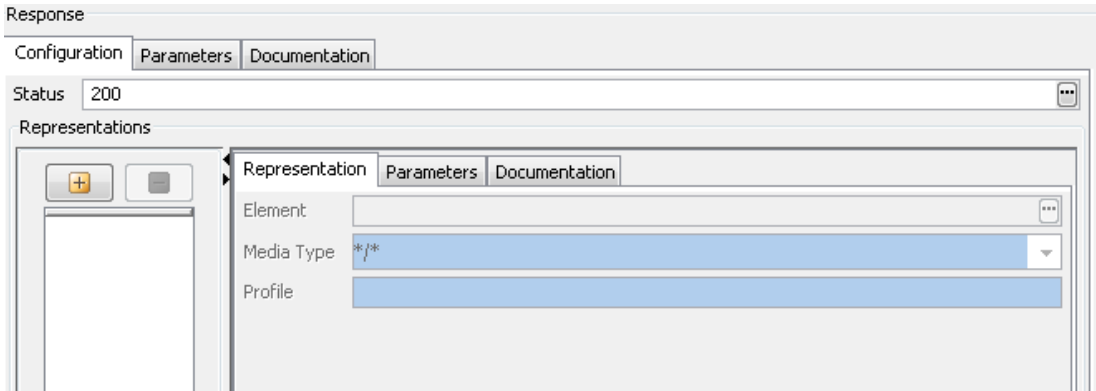 Response
Configuration Parameters Documentation
Status 200
Representations
Representation Parameters Documentation
Element
Media Type */*
Profile